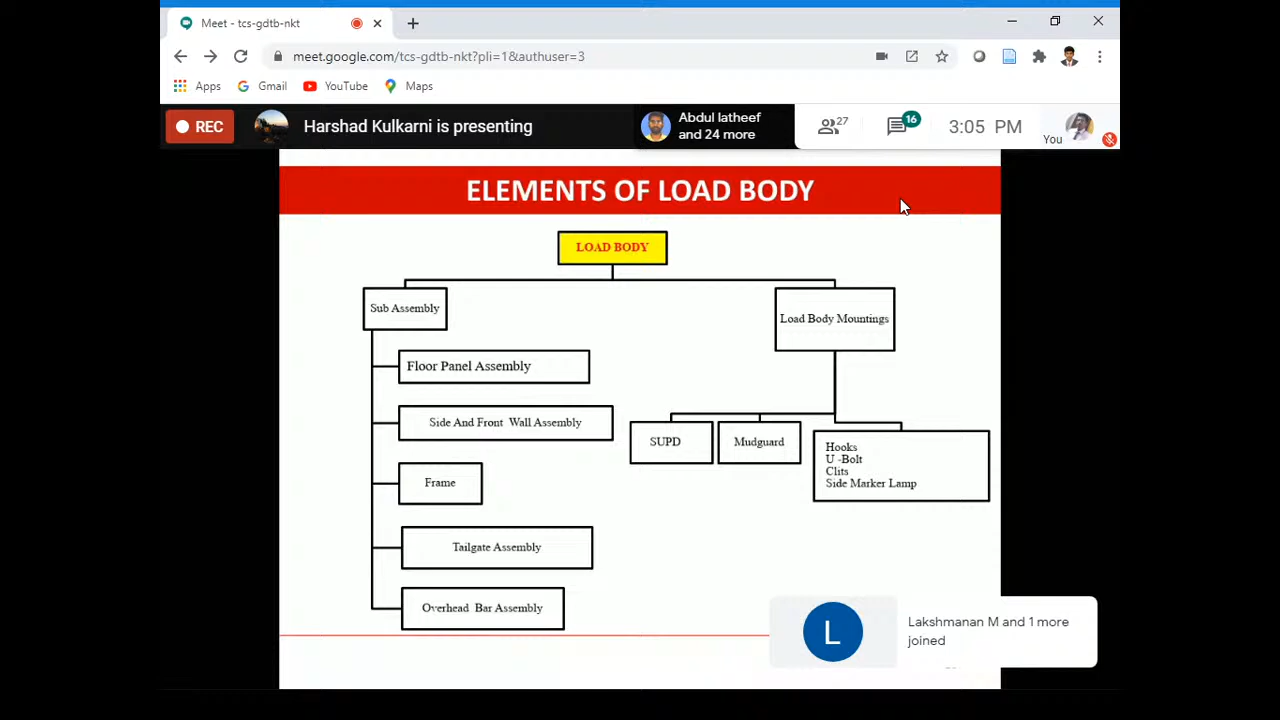 Meet - tcs-gdtb-nkt
meet.google.com/tcs-gdtb-nkt?pli=1&authuser=3
Apps
Gmail
YouTube
Maps
REC
Harshad Kulkarni is presenting
Abdul latheef
and 24 more
27
16
3:05 PM
You
ELEMENTS OF LOAD BODY
LOAD BODY
Sub Assembly
Load Body Mountings
Floor Panel Assembly
Side And Front Wall Assembly
Frame
Tailgate Assembly
Overhead Bar Assembly
SUPD
Mudguard
Hooks
U -Bolt
Clits
Side Marker Lamp
L
Lakshmanan M and 1 more
joined